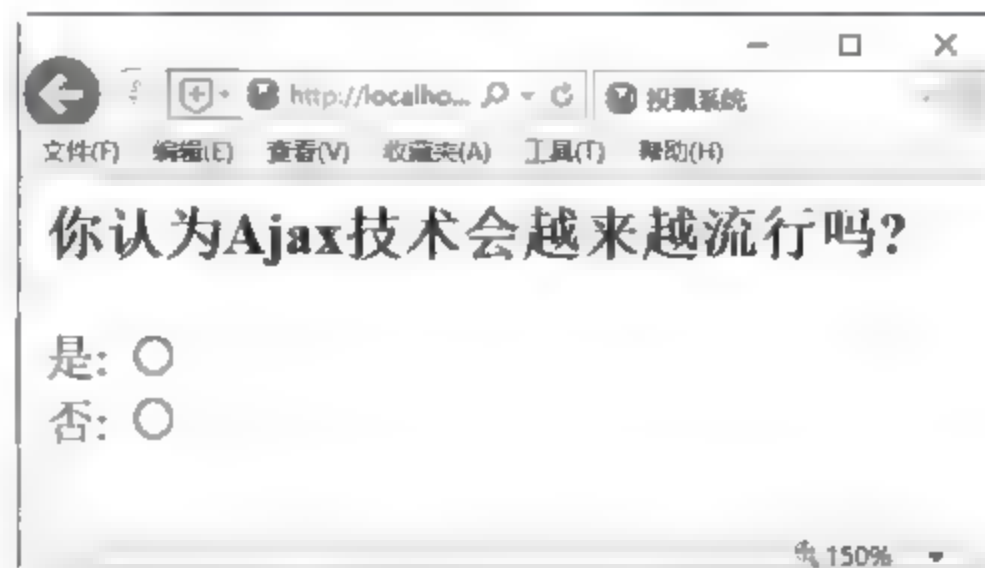 http://localho... 投票系统
文件(F) 编辑(E) 查看(V) 收藏夹(A) 工具(T) 帮助(H)
你认为Ajax技术会越来越流行吗?
是:
否:
150%